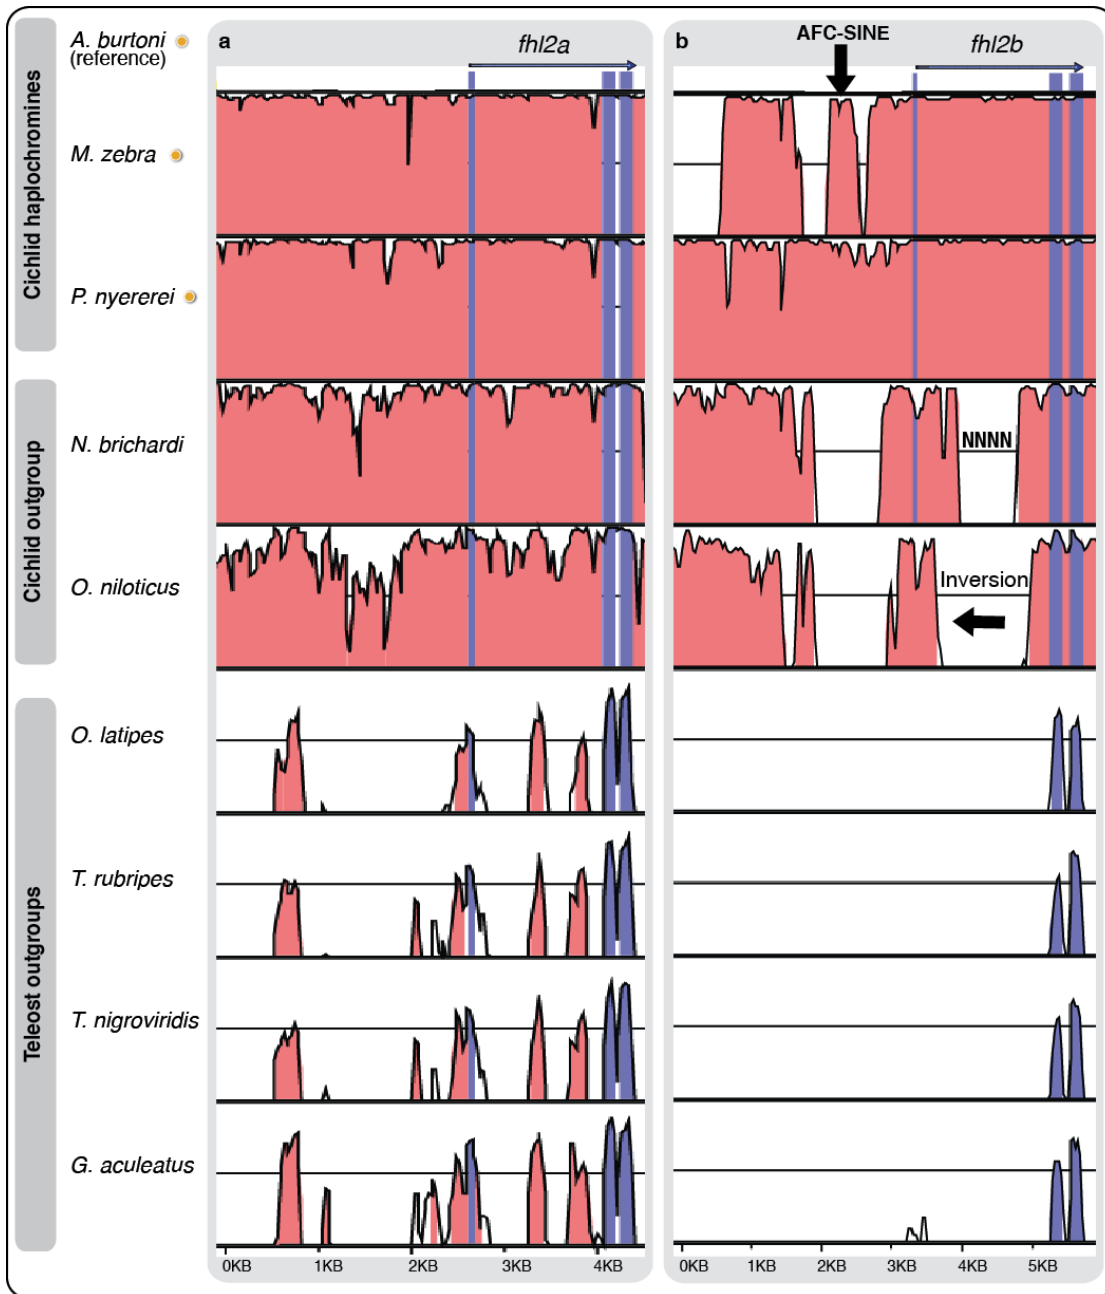 A. burtoni
(reference)
a
fhl2a
b
AFC-SINE
fhl2b
Cichlid haplochromines
M. zebra
P. nyererei
Cichlid outgroup
N. brichardi
NNNN
O. niloticus
Inversion
Teleost outgroups
O. latipes
T. rubripes
T. nigroviridis
G. aculeatus
0KB 1KB 2KB 3KB 4KB
0KB 1KB 2KB 3KB 4KB 5KB